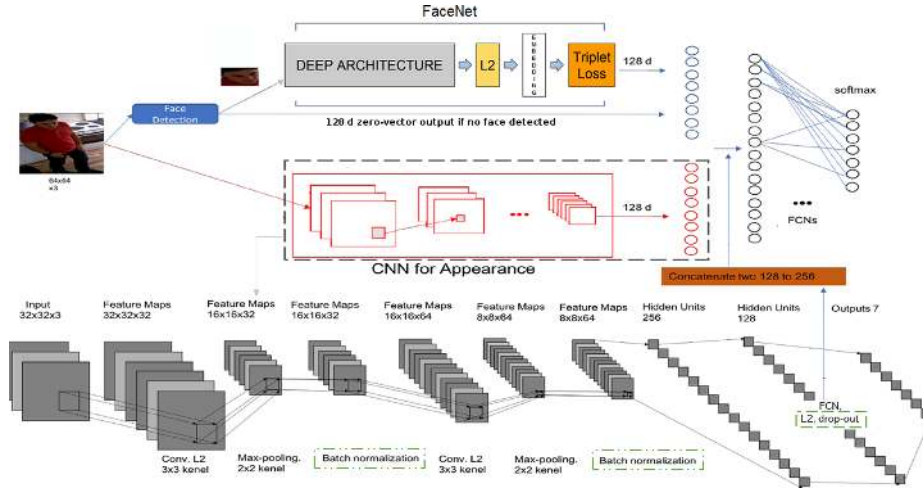 FaceNet
DEEP ARCHITECTURE
L2
EMBEDDING
Triplet
Loss
128 d
softmax
Face
Detection
128 d zero-vector output if no face detected
64x64
x3
128 d
FCNs
CNN for Appearance
Concatenate two 128 to 256
Input
32x32x3
Feature Maps
32x32x32
Feature Maps
16x16x32
Feature Maps
16x16x32
Feature Maps
16x16x64
Feature Maps
8x8x64
Feature Maps
8x8x64
Hidden Units
256
Hidden Units
128
Outputs 7
FCN,
L2, drop-out
Conv. L2
3x3 kenel
Max-pooling.
2x2 kenel
Batch normalization
Conv. L2
3x3 kenel
Max-pooling.
2x2 kenel
Batch normalization